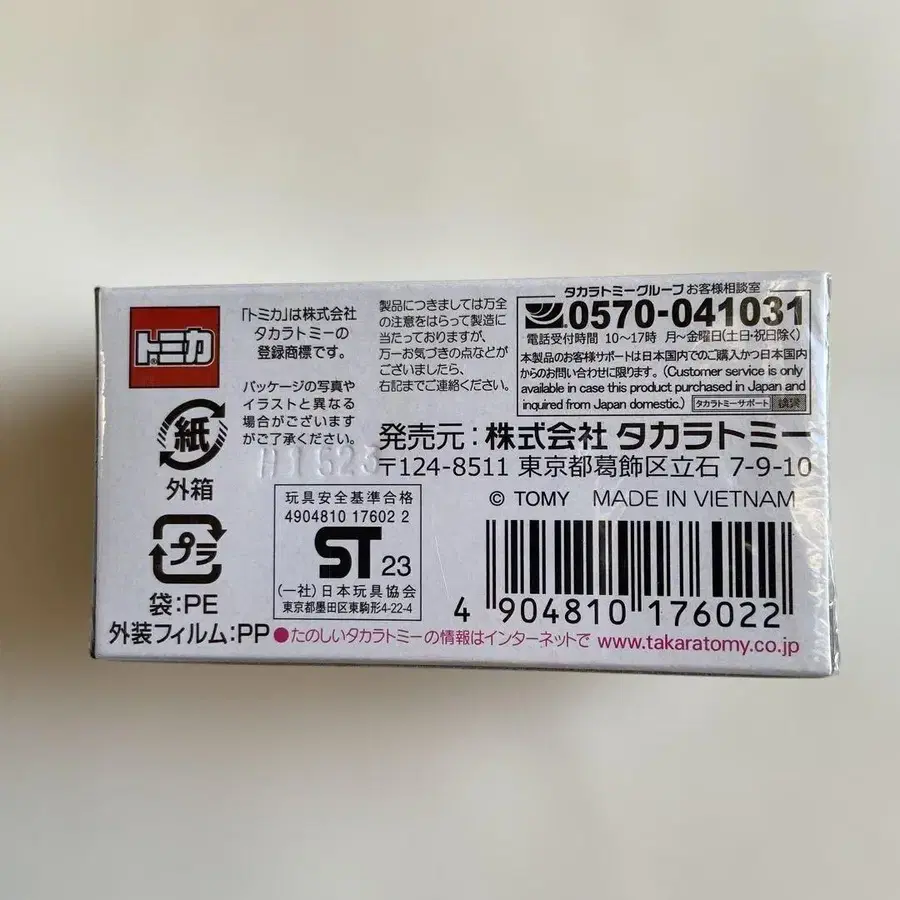 トミカ
®
「トミカ」は株式会社
タカラトミーの
登録商標です。
パッケージの写真や
イラストと異なる
場合がございます
がご了承ください。
製品につきましては万全
の注意をはらって製造に
当たっておりますが、
万一お気づきの点などが
ございましたら、
右記までご連絡ください。
タカラトミーグループ お客様相談室
0570-041031
電話受付時間 10〜17時 月〜金曜日(土日・祝日除く)
本製品のお客様サポートは日本国内でのご購入かつ日本国内
からのお問い合わせに限ります。(Customer service is only
available in case this product purchased in Japan and
inquired from Japan domestic.) タカラトミーサポート 検索
紙
外箱
プラ
袋:PE
外装フィルム:PP
発売元:株式会社 タカラトミー
〒124-8511 東京都葛飾区立石 7-9-10
© TOMY MADE IN VIETNAM
玩具安全基準合格
4904810 17602 2
ST 23
(一社)日本玩具協会
東京都墨田区東駒形4-22-4
4 904810 176022
●たのしいタカラトミーの情報はインターネットで www.takaratomy.co.jp